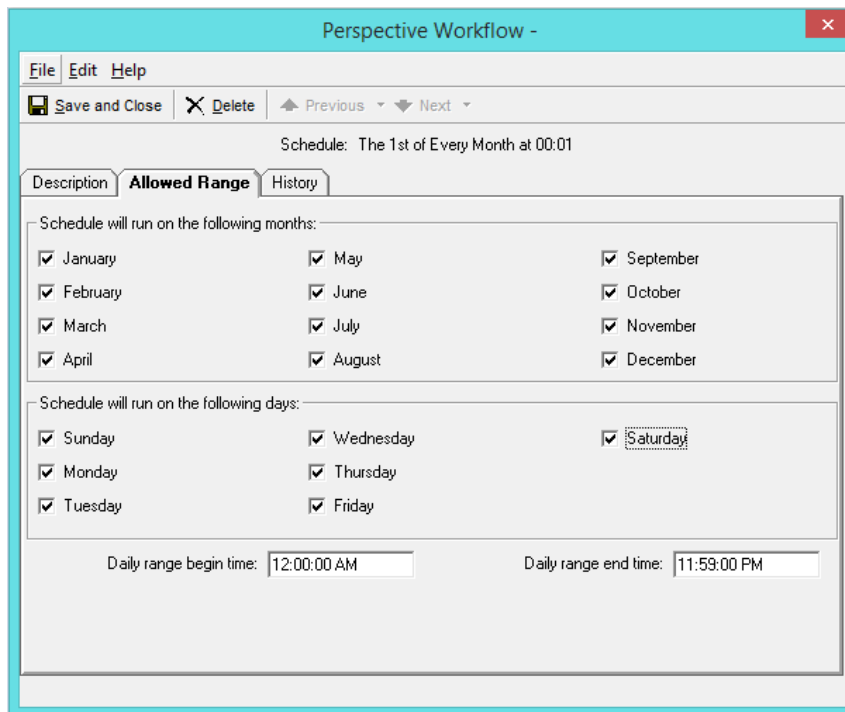 Perspective Workflow -
File Edit Help
Save and Close Delete Previous Next
Schedule: The 1st of Every Month at 00:01
Description Allowed Range History
Schedule will run on the following months:
January May September
February June October
March July November
April August December
Schedule will run on the following days:
Sunday Wednesday Saturday
Monday Thursday
Tuesday Friday
Daily range begin time: 12:00:00 AM Daily range end time: 11:59:00 PM